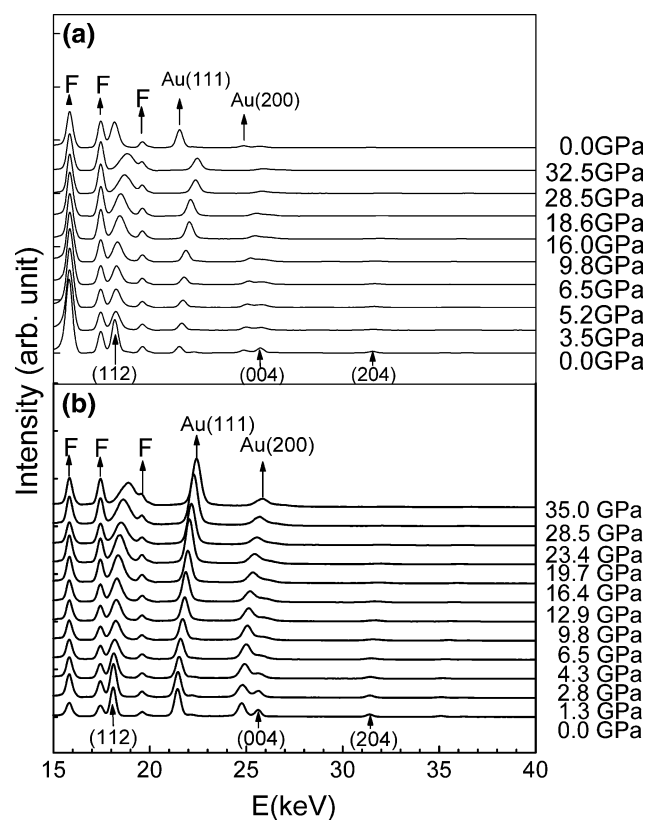 (a)
F F F Au(111) Au(200)
0.0GPa
32.5GPa
28.5GPa
18.6GPa
16.0GPa
9.8GPa
6.5GPa
5.2GPa
3.5GPa
0.0GPa
(112) (004) (204)
Intensity (arb. unit)
(b)
F F F Au(111) Au(200)
35.0 GPa
28.5 GPa
23.4 GPa
19.7 GPa
16.4 GPa
12.9 GPa
9.8 GPa
6.5 GPa
4.3 GPa
2.8 GPa
1.3 GPa
0.0 GPa
(112) (004) (204)
15 20 25 30 35 40
E(keV)